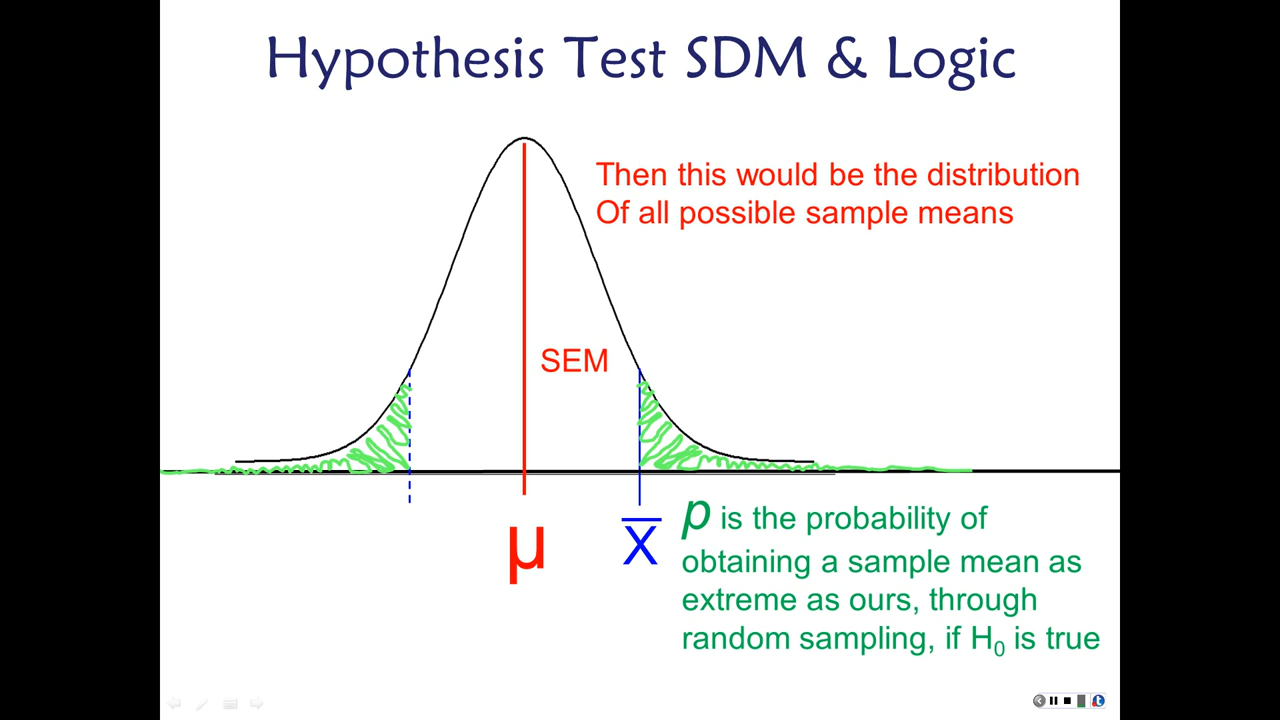 Hypothesis Test SDM & Logic
Then this would be the distribution
Of all possible sample means
SEM
μ
X̅
p is the probability of
obtaining a sample mean as
extreme as ours, through
random sampling, if H₀ is true